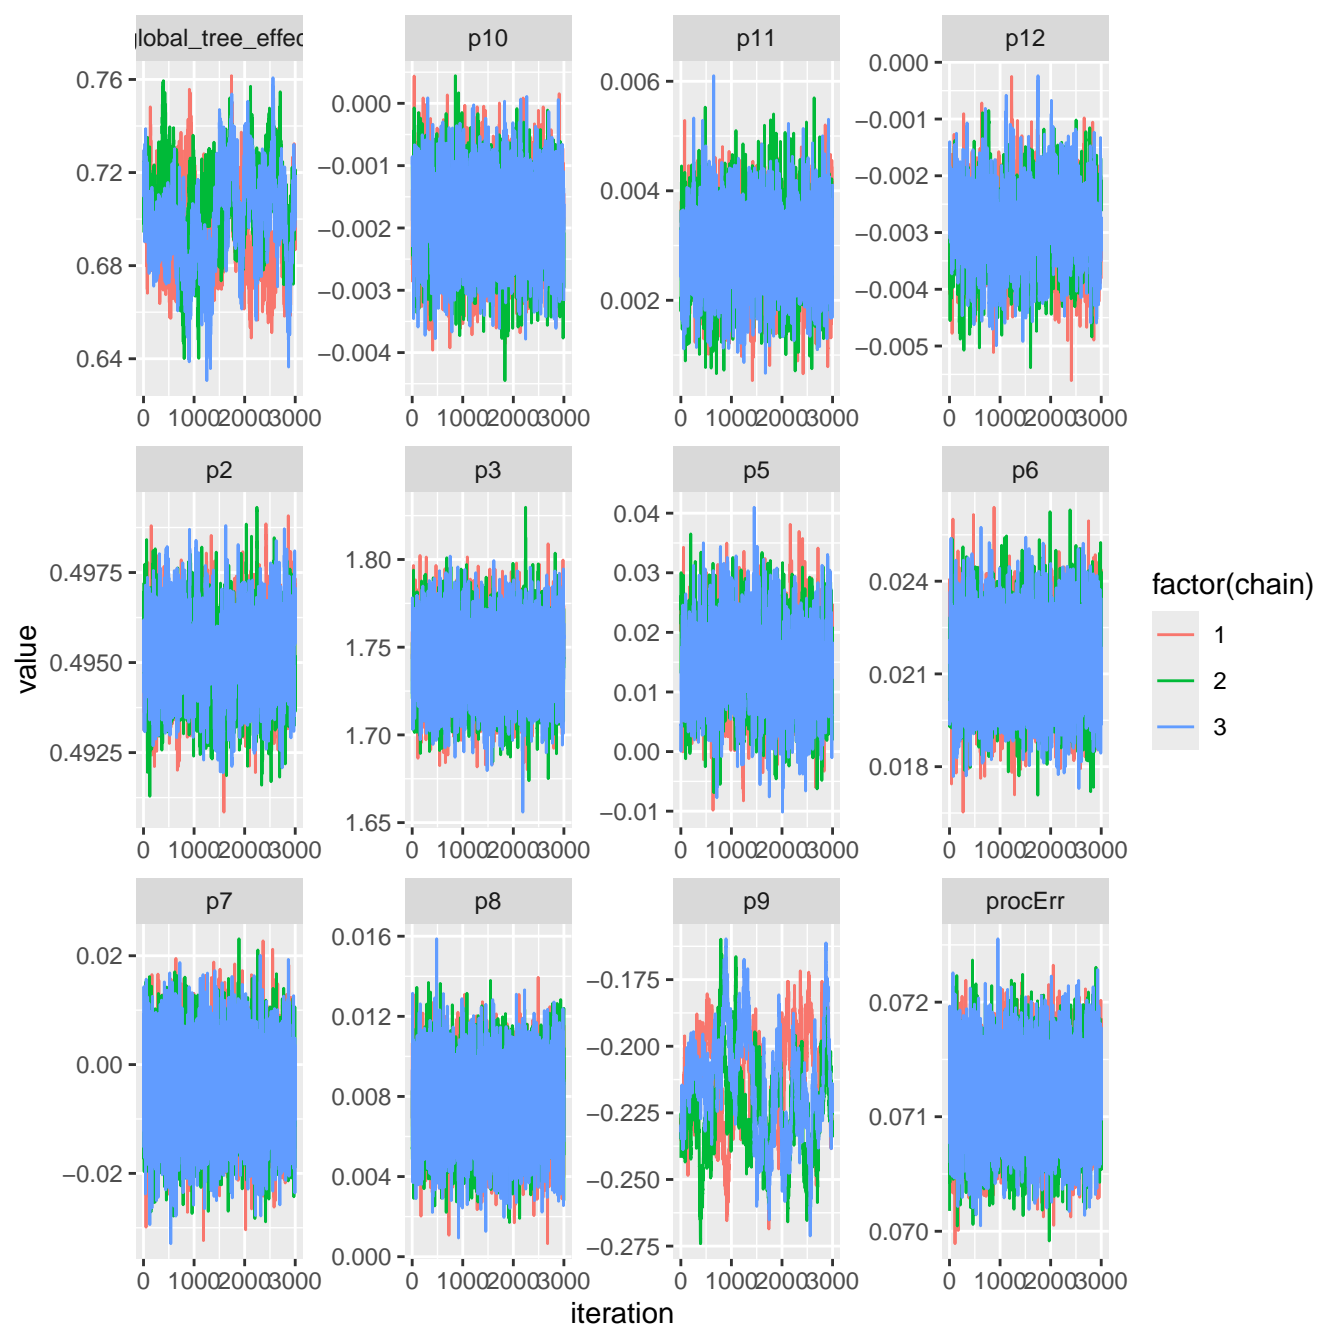 global_tree_effec p10 p11 p12
0.76 0.72 0.68 0.64
0.000 −0.001 −0.002 −0.003 −0.004
0.006 0.004 0.002
0.000 −0.001 −0.002 −0.003 −0.004 −0.005
0 1000 2000 3000 0 1000 2000 3000 0 1000 2000 3000 0 1000 2000 3000
p2 p3 p5 p6
0.4975 0.4950 0.4925
1.80 1.75 1.70 1.65
0.04 0.03 0.02 0.01 0.00 −0.01
0.024 0.021 0.018
0 1000 2000 3000 0 1000 2000 3000 0 1000 2000 3000 0 1000 2000 3000
p7 p8 p9 procErr
0.02 0.00 −0.02
0.016 0.012 0.008 0.004 0.000
−0.175 −0.200 −0.225 −0.250 −0.275
0.072 0.071 0.070
0 1000 2000 3000 0 1000 2000 3000 0 1000 2000 3000 0 1000 2000 3000
value
iteration
factor(chain)
1
2
3